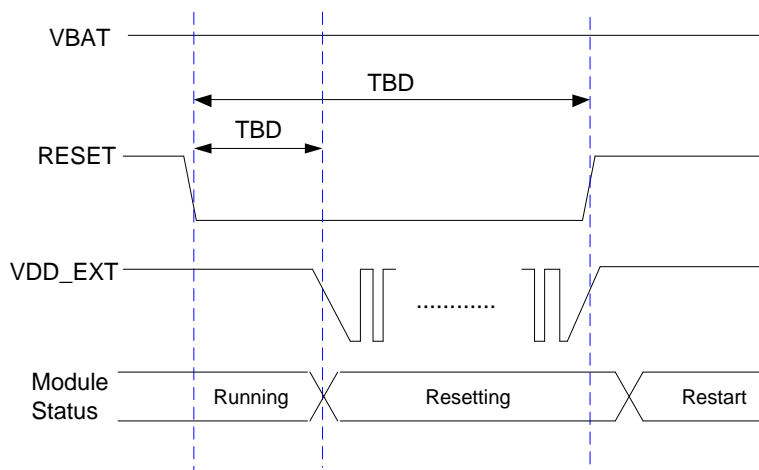 VBAT
TBD
TBD
RESET
VDD_EXT
............
Module
Status
Running
Resetting
Restart